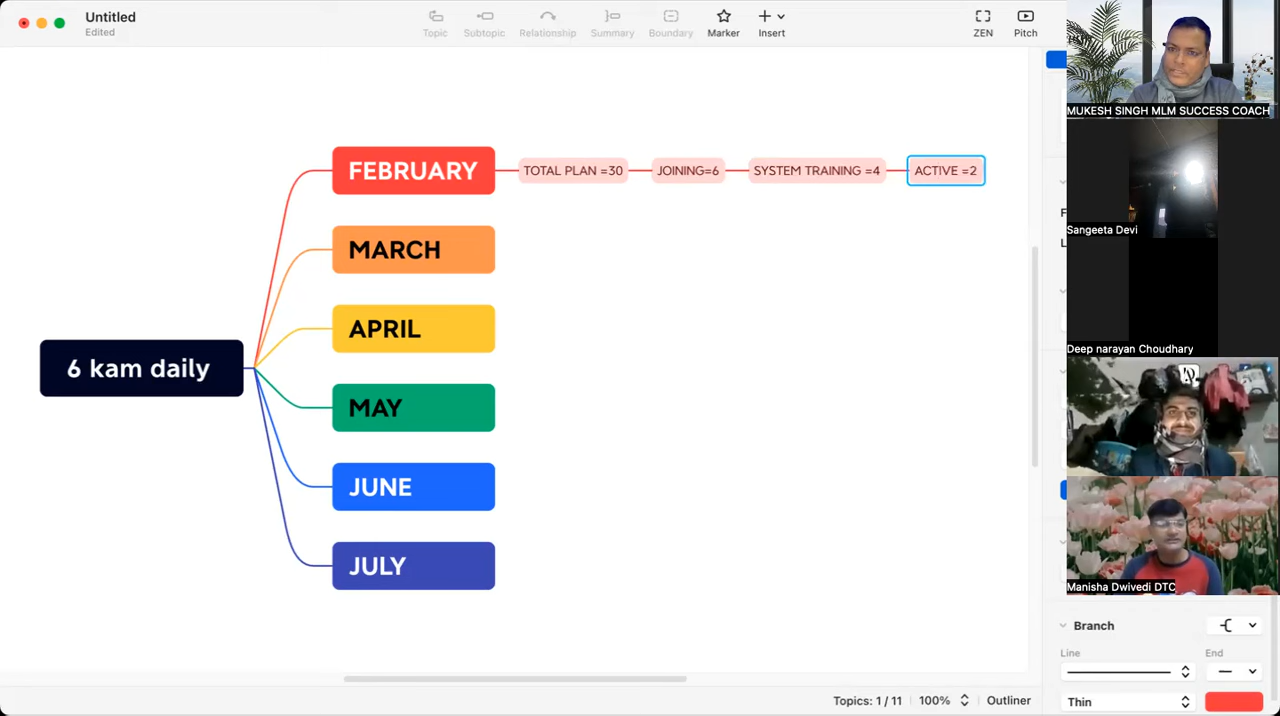 Untitled
Edited
Topic
Subtopic
Relationship
Summary
Boundary
Marker
Insert
ZEN
Pitch
MUKESH SINGH MLM SUCCESS COACH
FEBRUARY
TOTAL PLAN =30
JOINING=6
SYSTEM TRAINING =4
ACTIVE =2
Sangeeta Devi
MARCH
APRIL
Deep narayan Choudhary
6 kam daily
MAY
JUNE
JULY
Manisha Dwivedi DTC
Branch
Line
End
Thin
Topics: 1 / 11
100%
Outliner